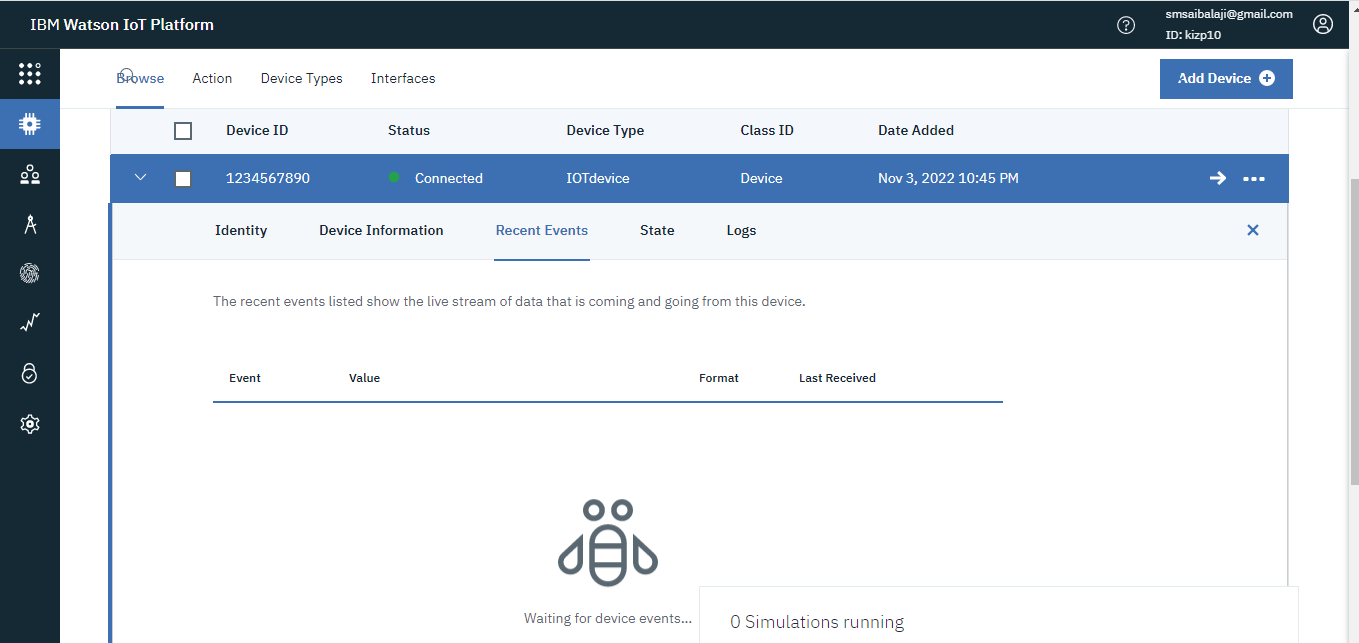 IBM Watson IoT Platform
smsaibalaji@gmail.com
ID: kizp10
Browse Action Device Types Interfaces
Add Device
Device ID Status Device Type Class ID Date Added
1234567890 Connected IOTdevice Device Nov 3, 2022 10:45 PM
Identity Device Information Recent Events State Logs
The recent events listed show the live stream of data that is coming and going from this device.
Event Value Format Last Received
Waiting for device events...
0 Simulations running